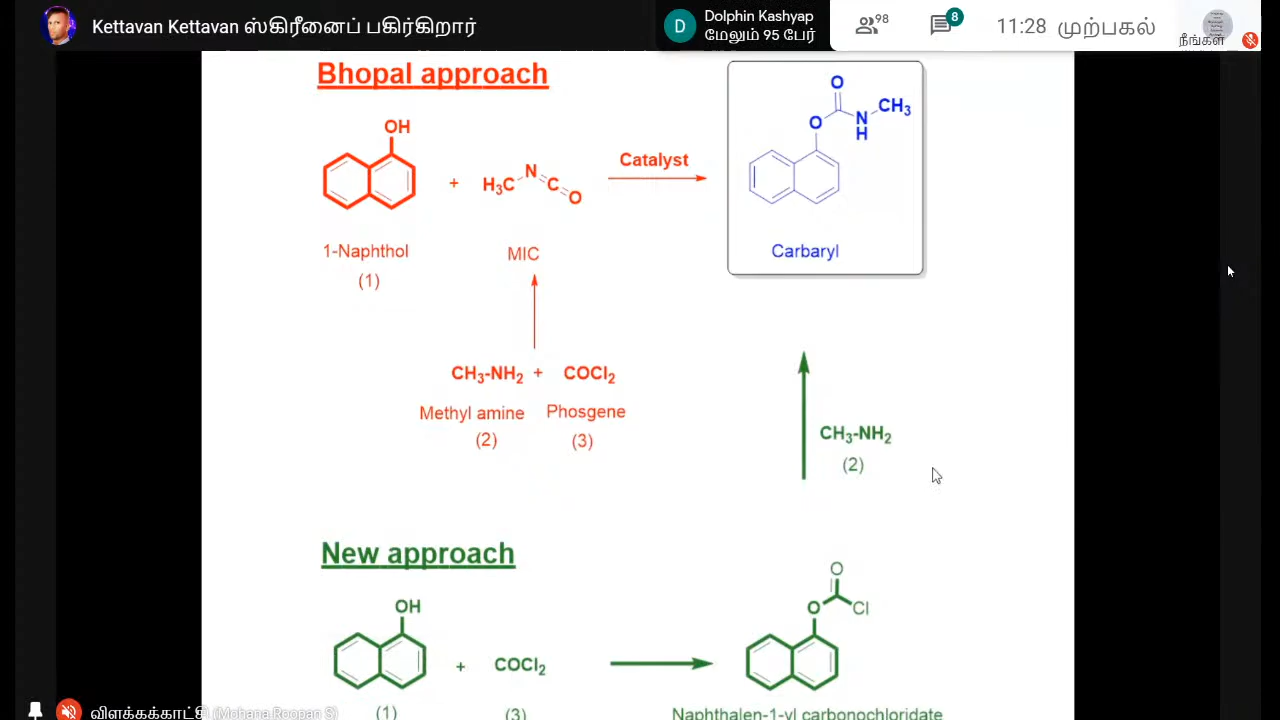 Kettavan Kettavan ஸ்கிரீனைப் பகிர்கிறார்
D
Dolphin Kashyap
மேலும் 95 பேர்
98
8
11:28 முற்பகல்
நீங்கள்
Bhopal approach
OH
+
H3C N C O
Catalyst
O
O N H CH3
1-Naphthol
MIC
Carbaryl
(1)
CH3-NH2 + COCl2
Methyl amine Phosgene
(2) (3)
CH3-NH2
(2)
New approach
OH
+
COCl2
O
O Cl
(Mohana Roopan S)
(1)
(3)
Naphthalen-1-yl carbonochloridate